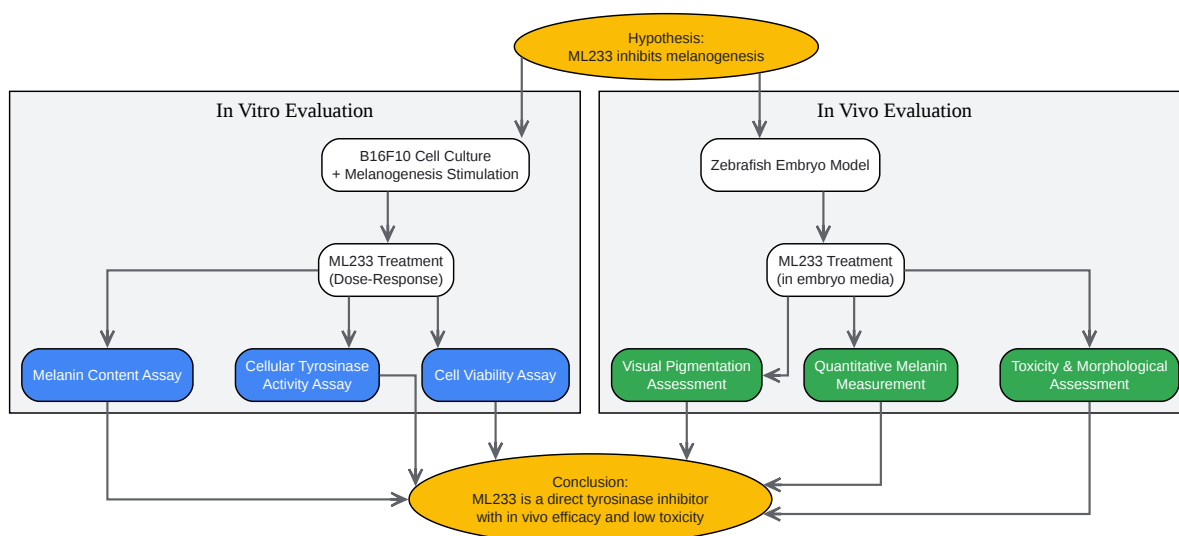 Hypothesis:
ML233 inhibits melanogenesis
In Vitro Evaluation
In Vivo Evaluation
B16F10 Cell Culture
+ Melanogenesis Stimulation
Zebrafish Embryo Model
ML233 Treatment
(Dose-Response)
ML233 Treatment
(in embryo media)
Melanin Content Assay
Cellular Tyrosinase
Activity Assay
Cell Viability Assay
Visual Pigmentation
Assessment
Quantitative Melanin
Measurement
Toxicity & Morphological
Assessment
Conclusion:
ML233 is a direct tyrosinase inhibitor
with in vivo efficacy and low toxicity